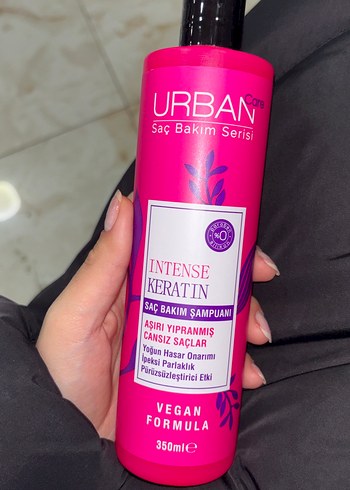 URBAN Care
Saç Bakım Serisi
%0
INTENSE
KERATIN
SAÇ BAKIM ŞAMPUANI
AŞIRI YIPRANMIŞ
CANSIZ SAÇLAR
Yoğun Hasar Onarımı
İpeksi Parlaklık
Pürüzsüzleştirici Etki
VEGAN
FORMULA
350ml℮